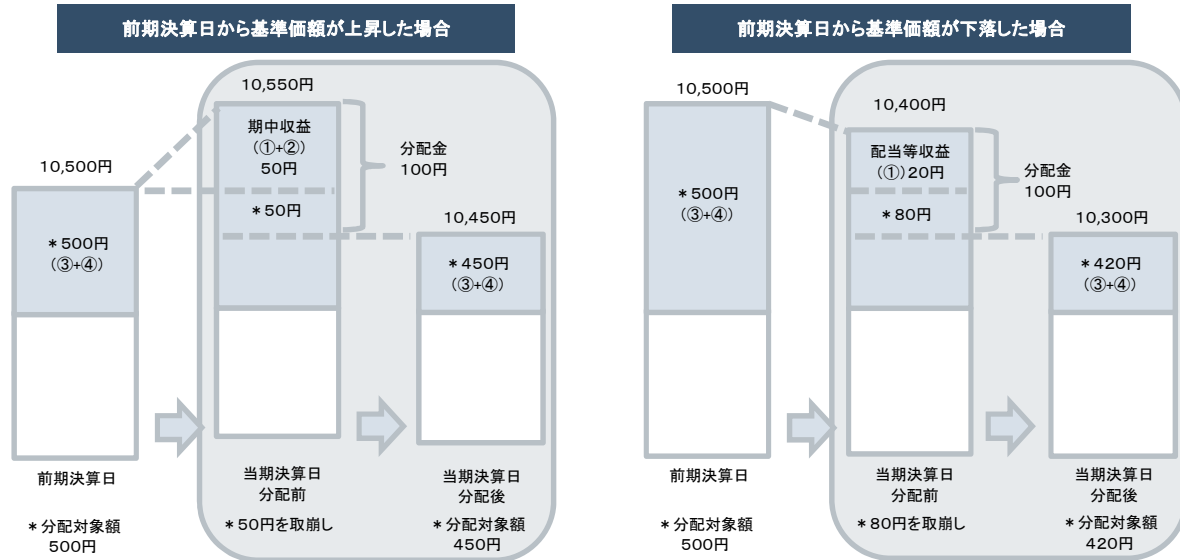 前期決算日から基準価額が上昇した場合
10,550円
期中収益
(①+②)
50円
分配金
100円
10,500円
*50円
10,450円
*500円
(③+④)
*450円
(③+④)
前期決算日
当期決算日
分配前
当期決算日
分配後
*分配対象額
500円
*50円を取崩し
*分配対象額
450円
前期決算日から基準価額が下落した場合
10,500円
10,400円
配当等収益
(①)20円
分配金
100円
*500円
(③+④)
*80円
10,300円
*420円
(③+④)
前期決算日
当期決算日
分配前
当期決算日
分配後
*分配対象額
500円
*80円を取崩し
*分配対象額
420円